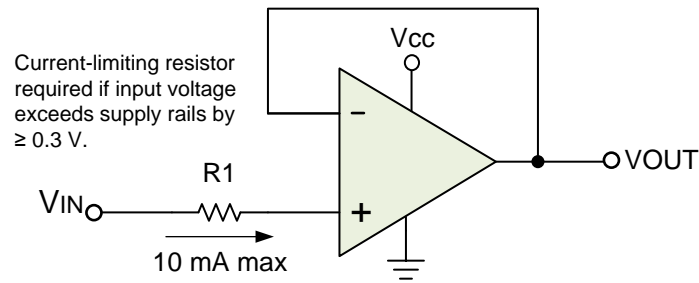 Current-limiting resistor
required if input voltage
exceeds supply rails by
≥ 0.3 V.
Vcc
-
R1
VOUT
VIN
+
10 mA max